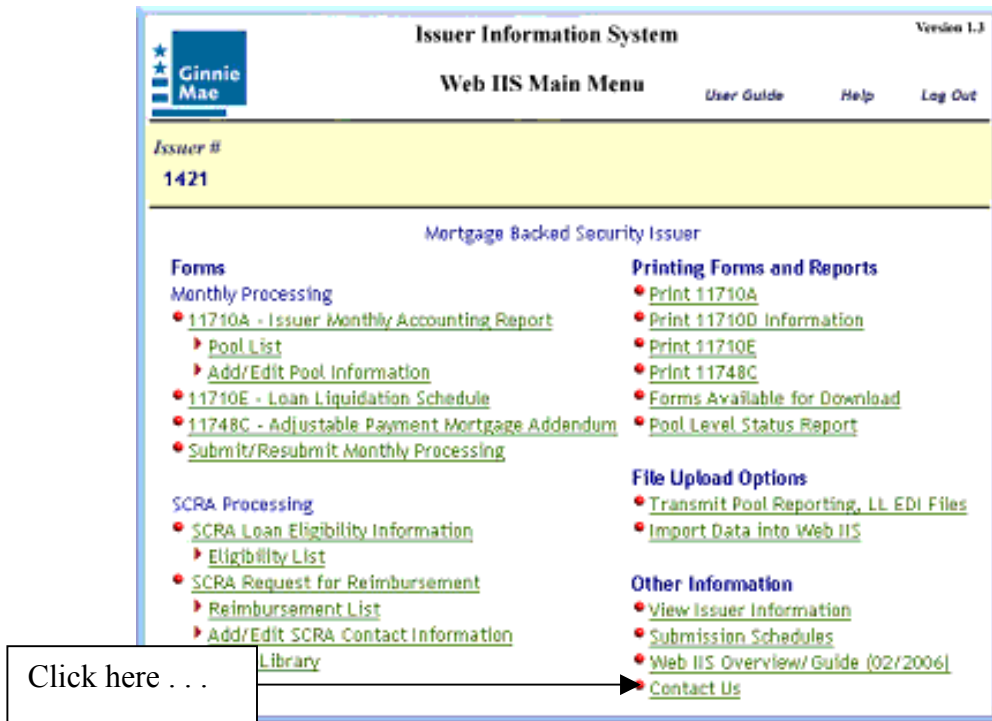 Issuer Information System
Version 1.3
Ginnie
Mae
Web IIS Main Menu
User Guide
Help
Log Out
Issuer #
1421
Mortgage Backed Security Issuer
Forms
Monthly Processing
11710A - Issuer Monthly Accounting Report
Pool List
Add/Edit Pool Information
11710E - Loan Liquidation Schedule
11748C - Adjustable Payment Mortgage Addendum
Submit/Resubmit Monthly Processing
SCRA Processing
SCRA Loan Eligibility Information
Eligibility List
SCRA Request for Reimbursement
Reimbursement List
Add/Edit SCRA Contact Information
Library
Printing Forms and Reports
Print 11710A
Print 11710D Information
Print 11710E
Print 11748C
Forms Available for Download
Pool Level Status Report
File Upload Options
Transmit Pool Reporting, LL EDI Files
Import Data into Web IIS
Other Information
View Issuer Information
Submission Schedules
Web IIS Overview/Guide (02/2006)
Contact Us
Click here . . .